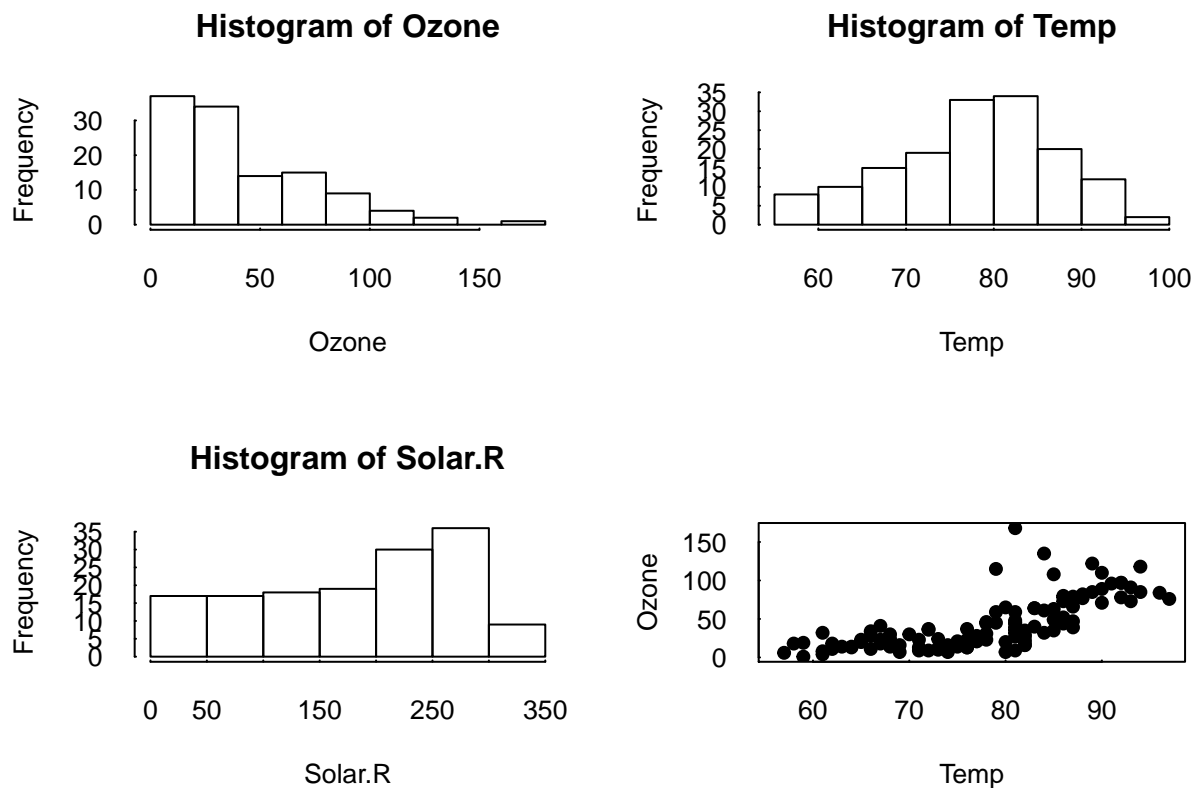 Histogram of Ozone
Frequency
30
20
10
0
0 50 100 150
Ozone
Histogram of Temp
Frequency
35
30
25
20
15
10
5
0
60 70 80 90 100
Temp
Histogram of Solar.R
Frequency
35
30
25
20
15
10
5
0
0 50 150 250 350
Solar.R
Ozone
150
100
50
0
60 70 80 90
Temp